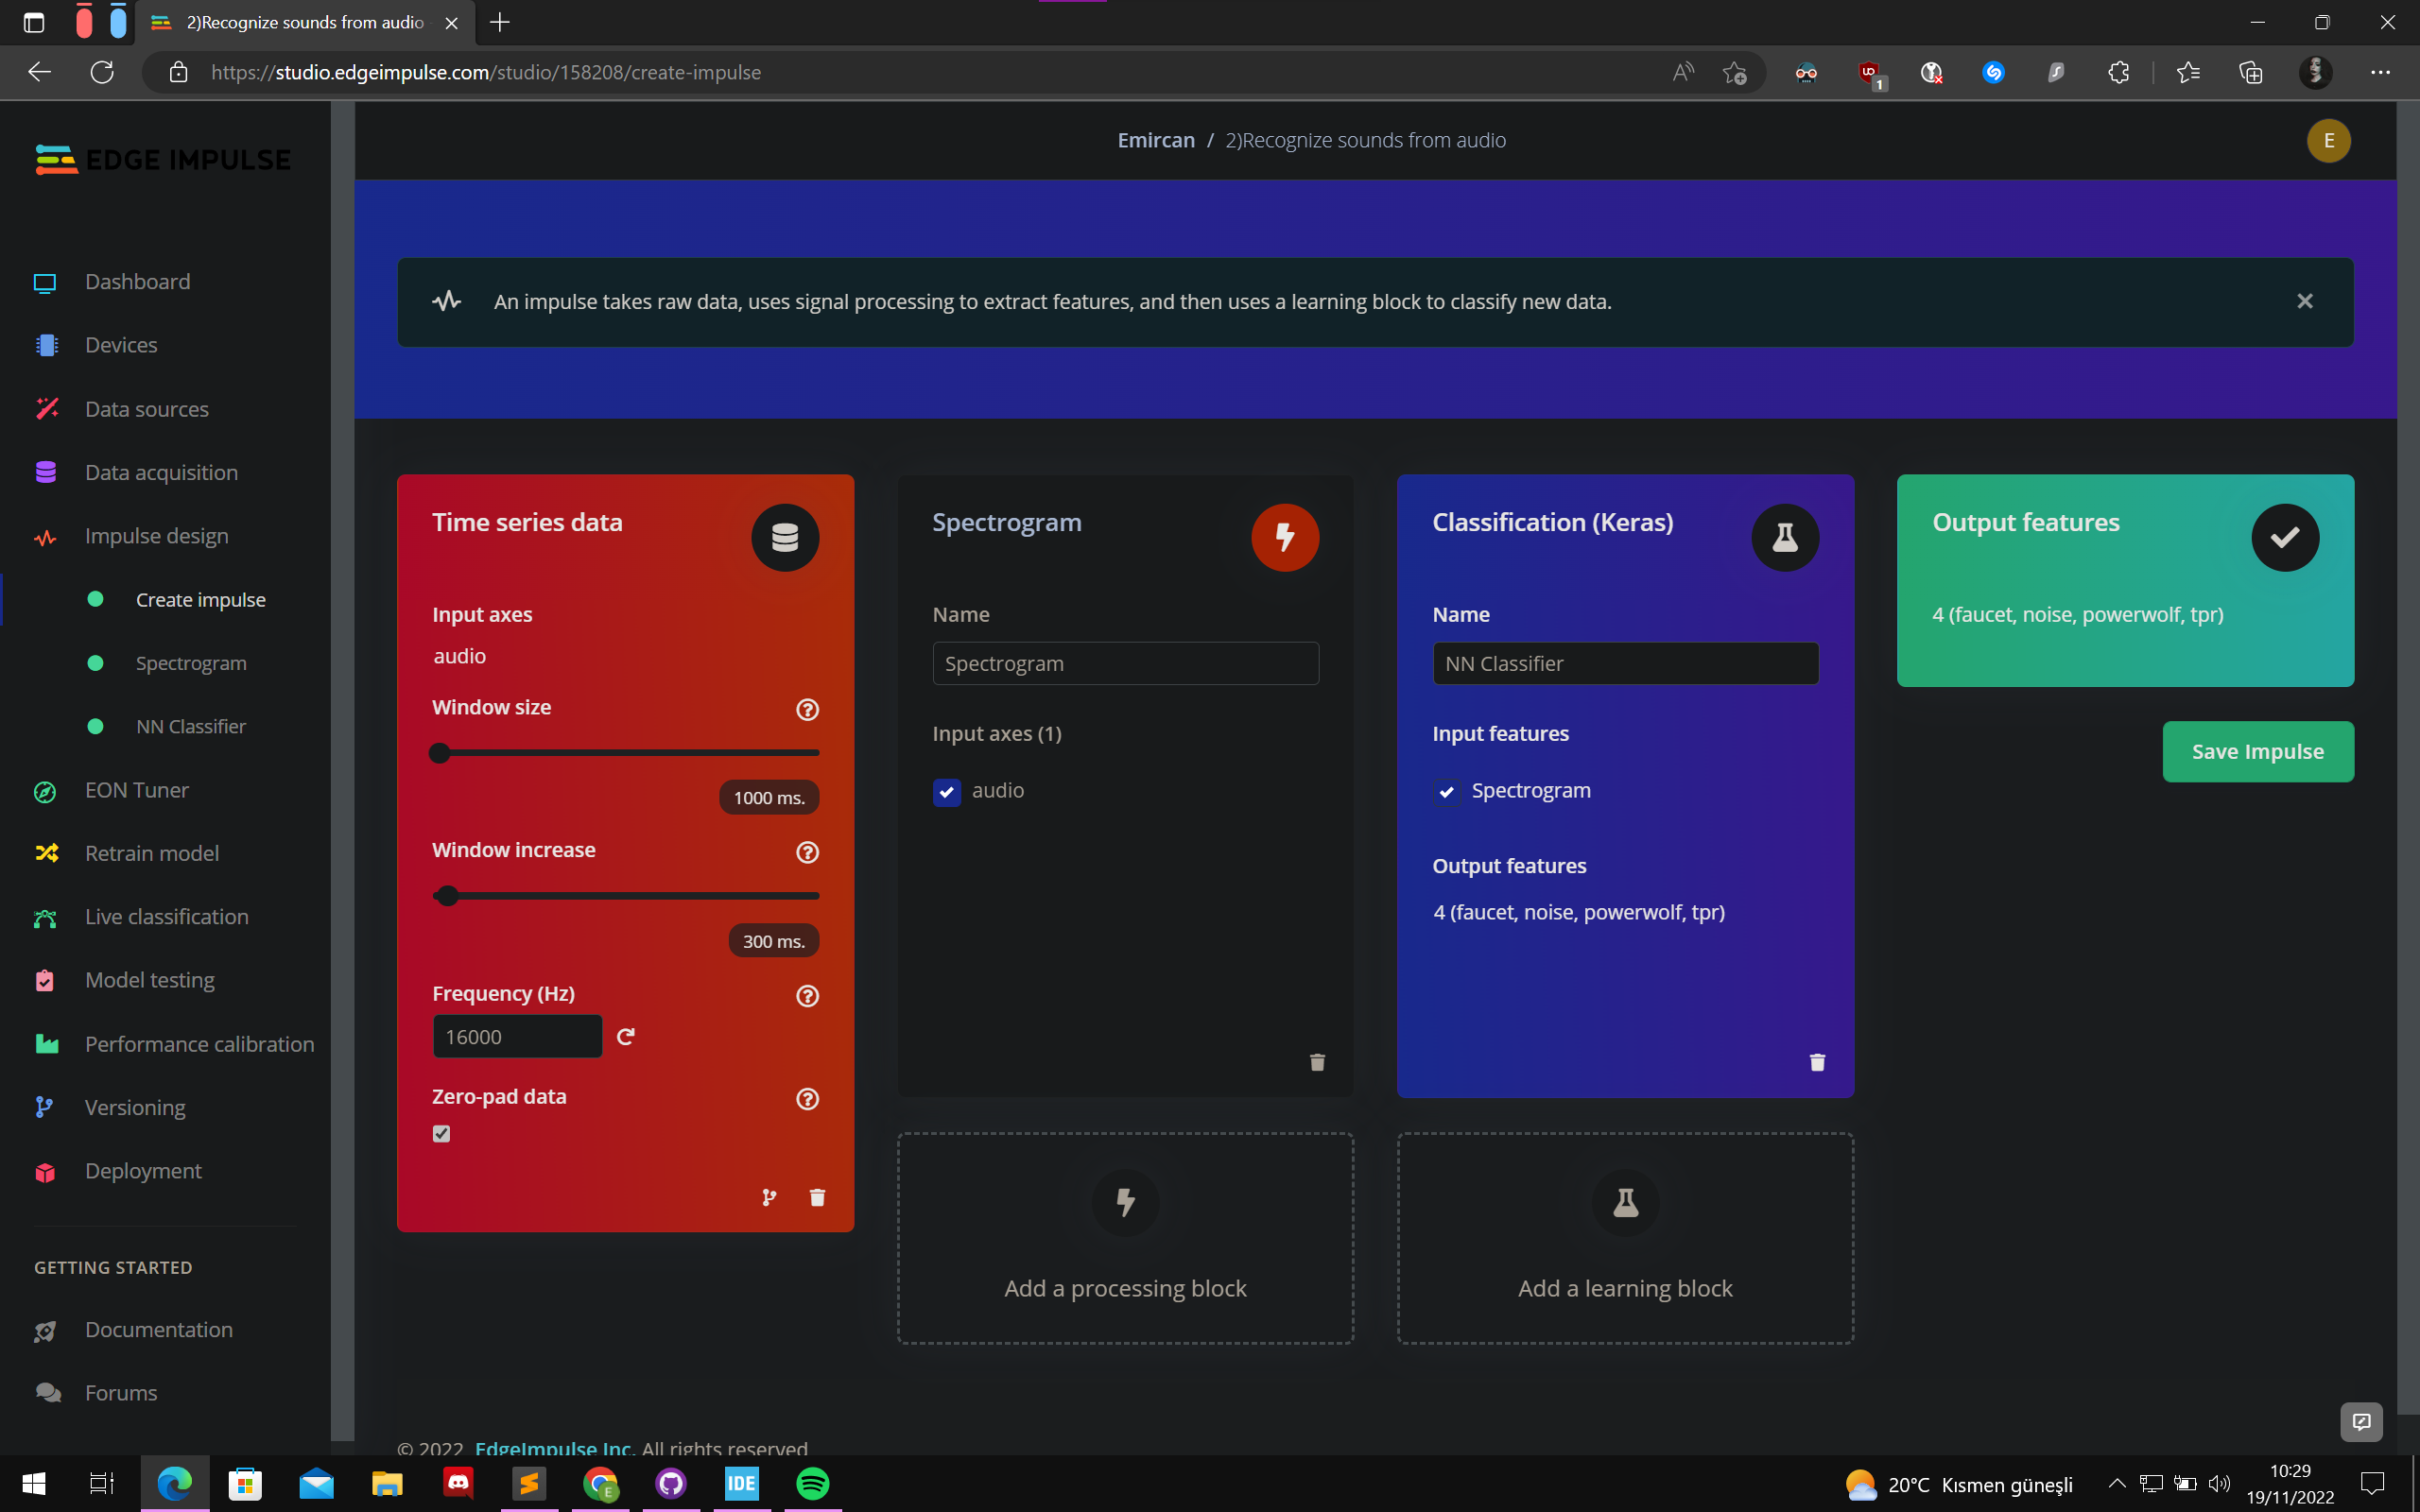 2)Recognize sounds from audio
https://studio.edgeimpulse.com/studio/158208/create-impulse
1
EDGE IMPULSE
Emircan / 2)Recognize sounds from audio
E
Dashboard
Devices
Data sources
Data acquisition
Impulse design
Create impulse
Spectrogram
NN Classifier
EON Tuner
Retrain model
Live classification
Model testing
Performance calibration
Versioning
Deployment
GETTING STARTED
Documentation
Forums
An impulse takes raw data, uses signal processing to extract features, and then uses a learning block to classify new data.
Time series data
Input axes
audio
Window size
1000 ms.
Window increase
300 ms.
Frequency (Hz)
16000
Zero-pad data
Spectrogram
Name
Spectrogram
Input axes (1)
audio
Classification (Keras)
Name
NN Classifier
Input features
Spectrogram
Output features
4 (faucet, noise, powerwolf, tpr)
Output features
4 (faucet, noise, powerwolf, tpr)
Save Impulse
Add a processing block
Add a learning block
© 2022 EdgeImpulse Inc. All rights reserved
E
IDE
20°C Kısmen güneşli
10:29
19/11/2022